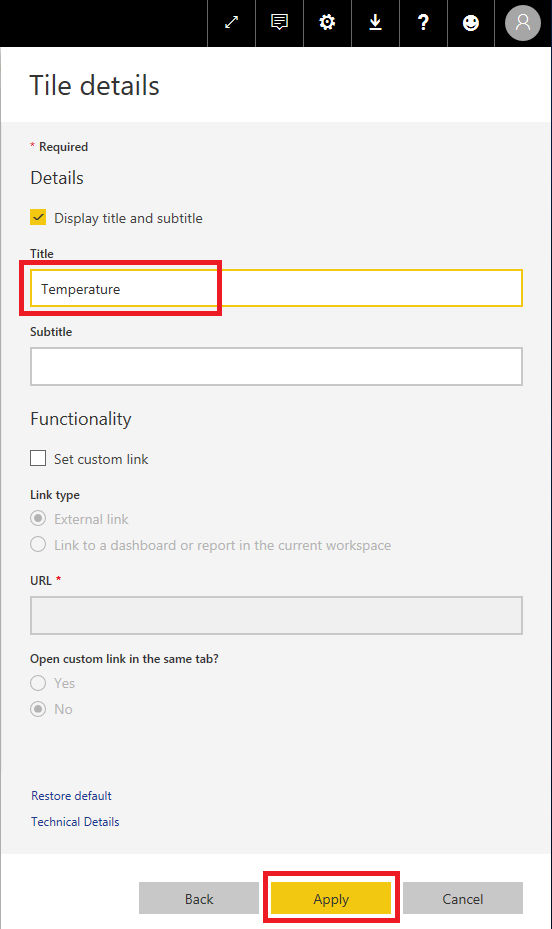 ?
Tile details
* Required
Details
Display title and subtitle
Title
Temperature
Subtitle
Functionality
Set custom link
Link type
External link
Link to a dashboard or report in the current workspace
URL *
Open custom link in the same tab?
Yes
No
Restore default
Technical Details
Back Apply Cancel